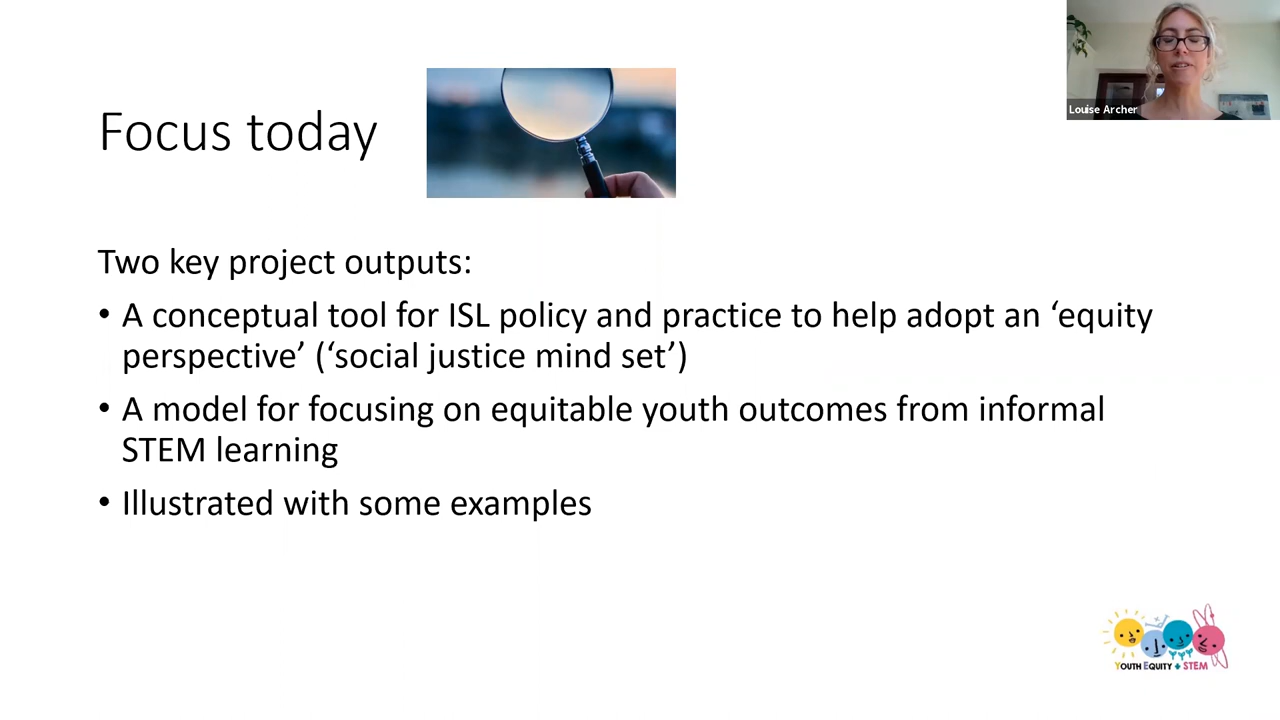 Louise Archer
Focus today
Two key project outputs:
• A conceptual tool for ISL policy and practice to help adopt an ‘equity
perspective’ (‘social justice mind set’)
• A model for focusing on equitable youth outcomes from informal
STEM learning
• Illustrated with some examples
YOUTH EQUITY + STEM